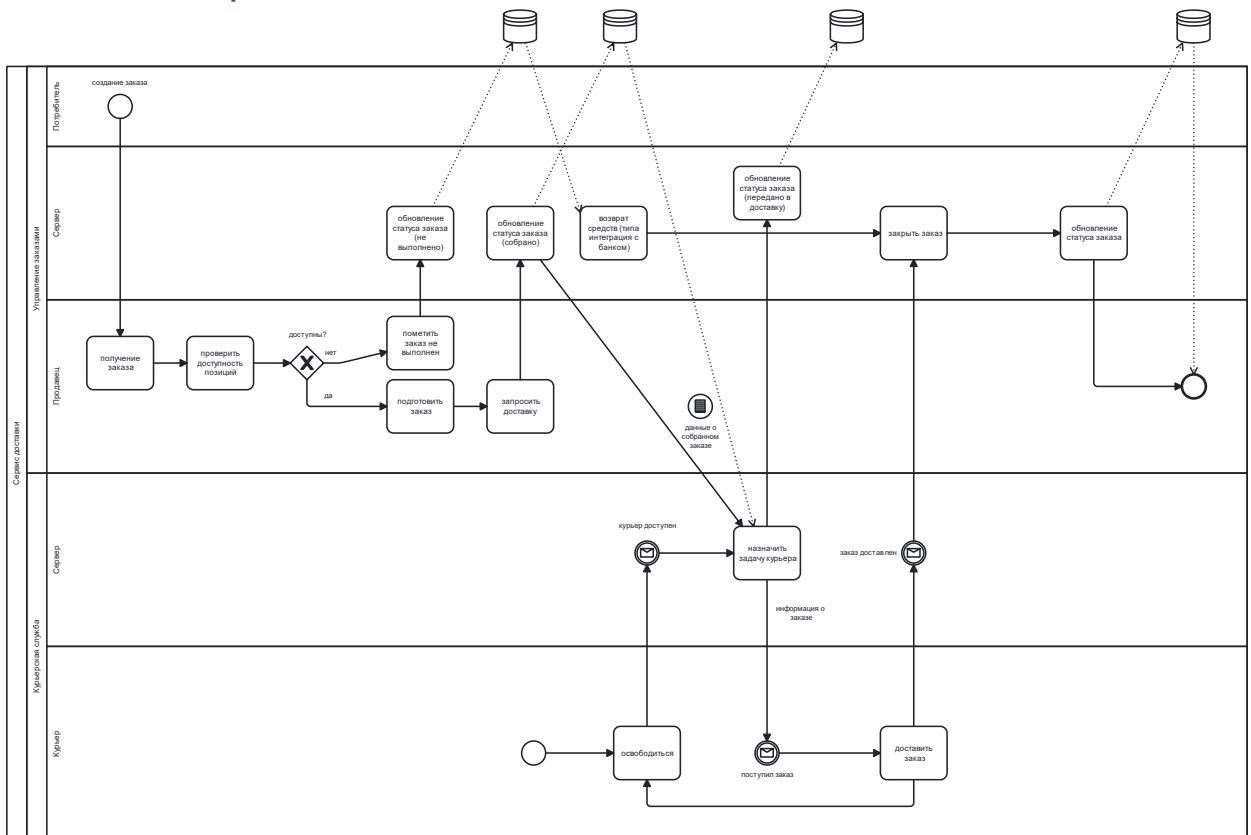 создание заказа
Потребитель
обновление
статуса заказа
(передано в
доставку)
обновление
статуса заказа
(не
выполнено)
обновление
статуса заказа
(собрано)
возврат
средств (типа
интеграция с
банком)
закрыть заказ
обновление
статуса заказа
Сервер
Управление заказами
доступны?
нет
да
получение
заказа
проверить
доступность
позиций
пометить
заказ не
выполнен
подготовить
заказ
запросить
доставку
данные о
собранном
заказе
Продавец
Сервис доставки
курьер доступен
назначить
задачу курьера
заказ доставлен
информация о
заказе
Сервер
Курьерская служба
освободиться
поступил заказ
доставить
заказ
Курьер